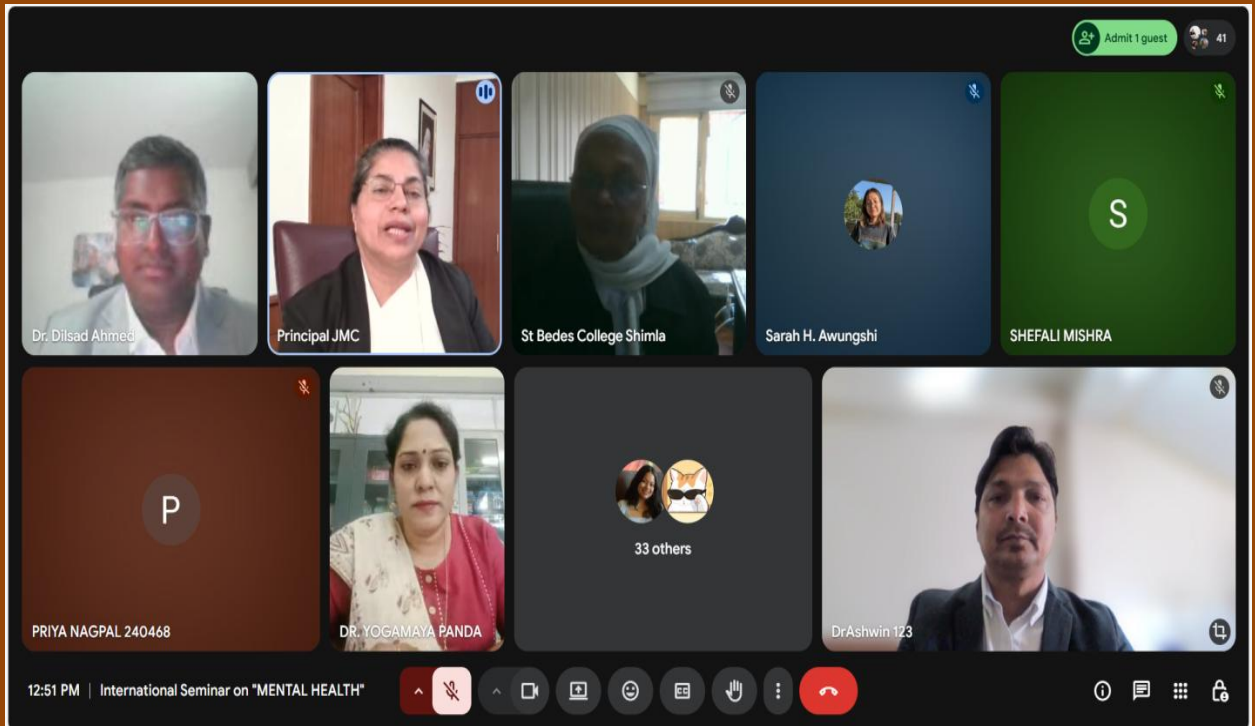 Admit 1 guest
41
Dr. Dilsad Ahmed
Principal JMC
St Bedes College Shimla
Sarah H. Awungshi
S
SHEFALI MISHRA
P
PRIYA NAGPAL 240468
DR. YOGAMAYA PANDA
33 others
DrAshwin 123
12:51 PM | International Seminar on "MENTAL HEALTH"
CC